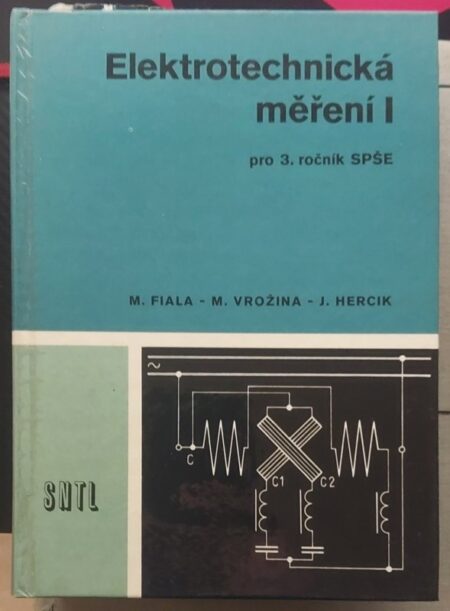 Elektrotechnická
měření I
pro 3. ročník SPŠE
M. FIALA - M. VROŽINA - J. HERCIK
~
C
C1 C2
SNTL